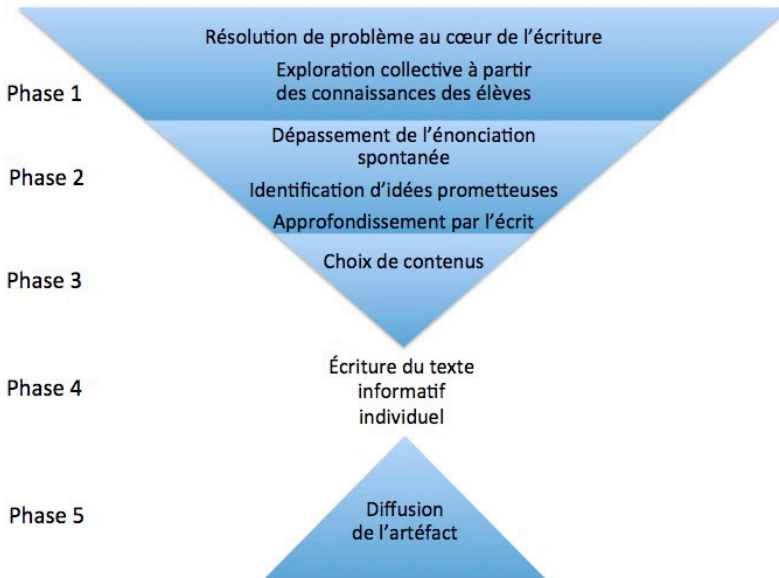 Résolution de problème au cœur de l'écriture
Phase 1
Exploration collective à partir
des connaissances des élèves
Phase 2
Dépassement de l'énonciation
spontanée
Identification d'idées prometteuses
Approfondissement par l'écrit
Phase 3
Choix de contenus
Phase 4
Écriture du texte
informatif
individuel
Phase 5
Diffusion
de l'artéfact